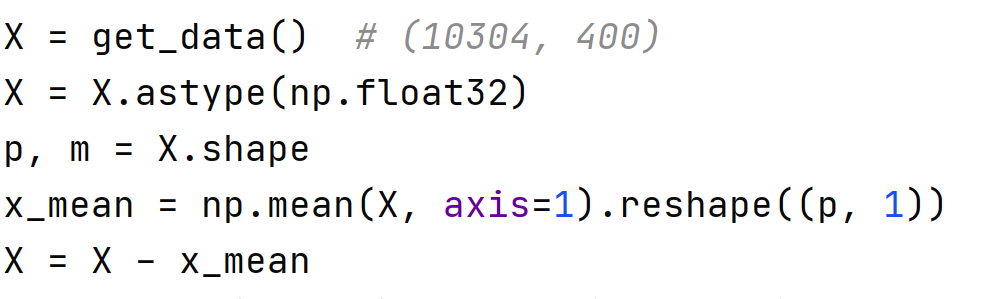 X = get_data()  # (10304, 400)
X = X.astype(np.float32)
p, m = X.shape
x_mean = np.mean(X, axis=1).reshape((p, 1))
X = X - x_mean